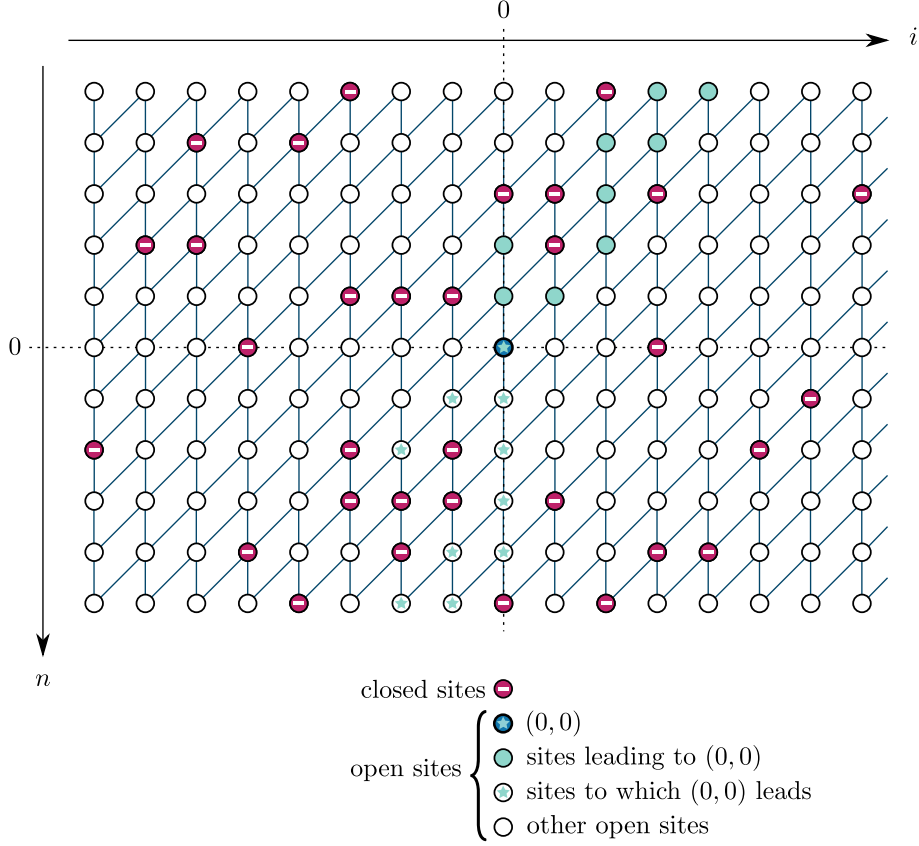 0
i
0
n
closed sites
(0, 0)
open sites
sites leading to (0, 0)
sites to which (0, 0) leads
other open sites